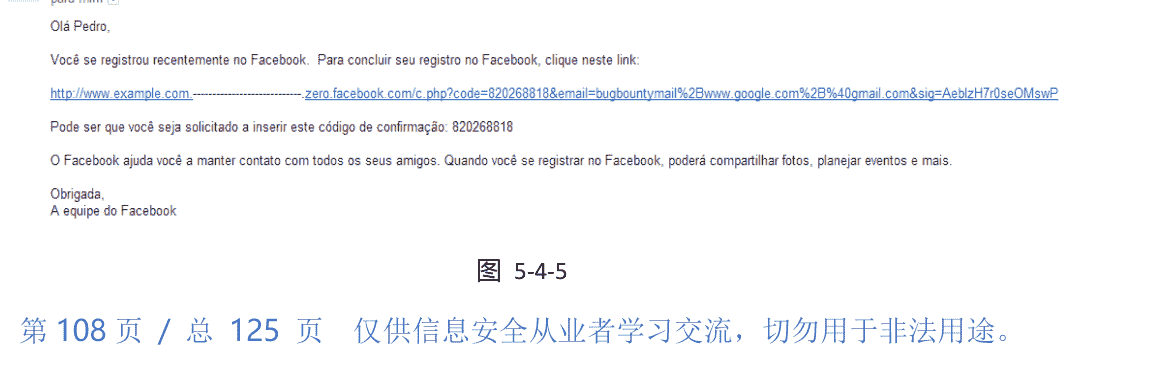 para mim
Olá Pedro,
Você se registrou recentemente no Facebook. Para concluir seu registro no Facebook, clique neste link:
http://www.example.com.----------------------------.zero.facebook.com/c.php?code=820268818&email=bugbountymail%2Bwww.google.com%2B%40gmail.com&sig=AeblzH7r0seOMswP
Pode ser que você seja solicitado a inserir este código de confirmação: 820268818
O Facebook ajuda você a manter contato com todos os seus amigos. Quando você se registrar no Facebook, poderá compartilhar fotos, planejar eventos e mais.
Obrigada,
A equipe do Facebook
图 5-4-5
第 108 页 / 总 125 页 仅供信息安全从业者学习交流，切勿用于非法用途。